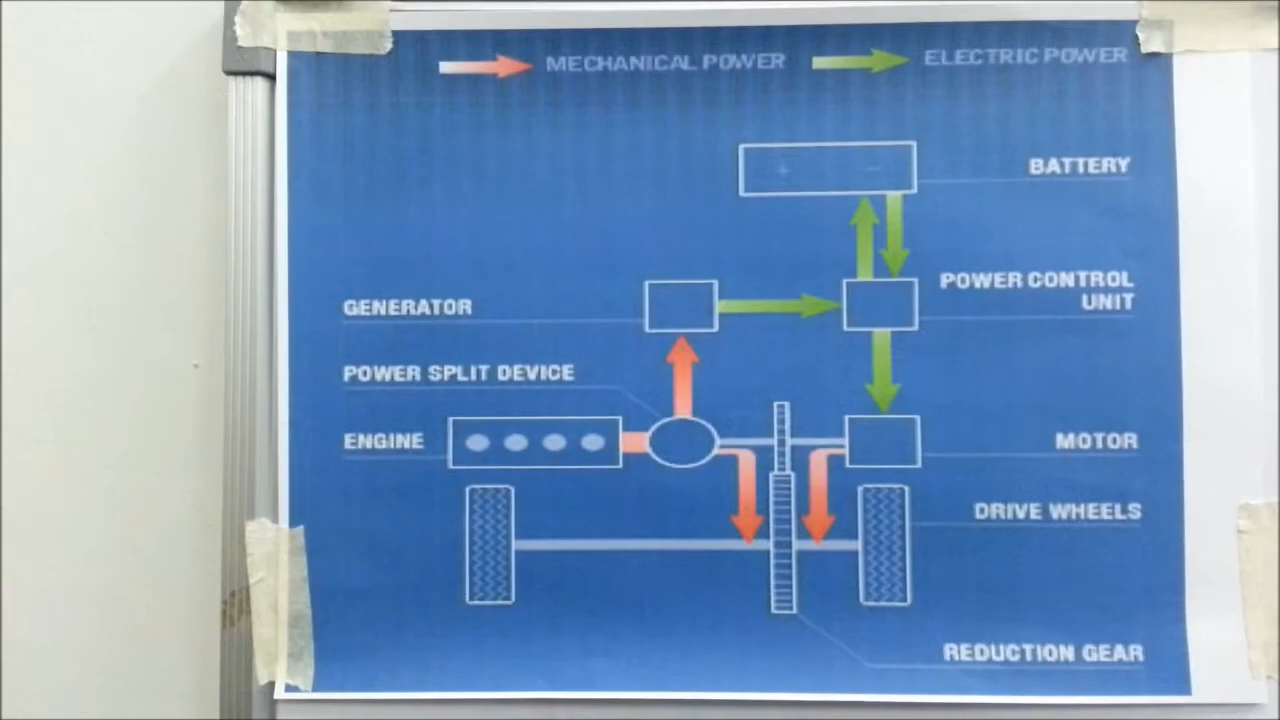 MECHANICAL POWER
ELECTRIC POWER
BATTERY
POWER CONTROL
UNIT
GENERATOR
POWER SPLIT DEVICE
ENGINE
MOTOR
DRIVE WHEELS
REDUCTION GEAR